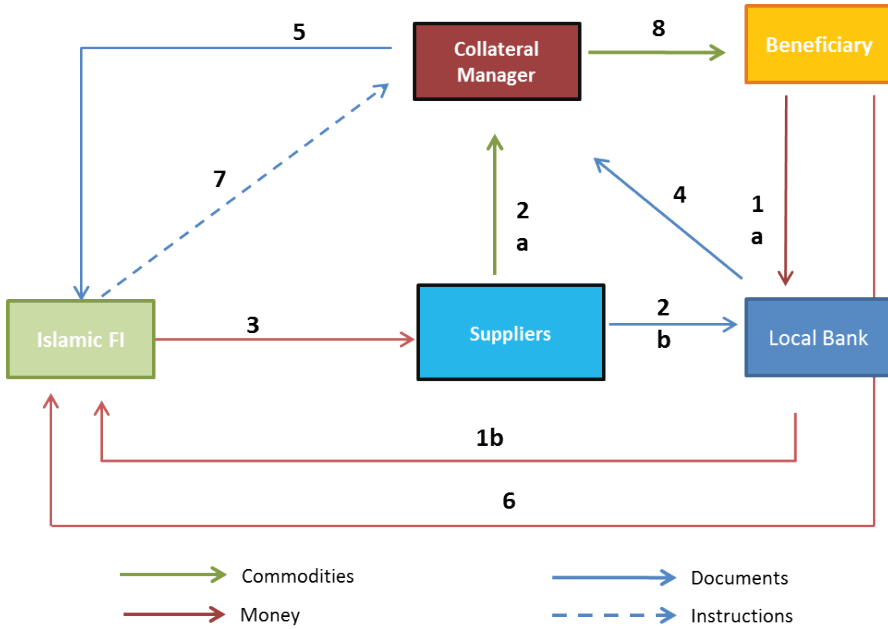 5
Collateral
Manager
8
Beneficiary
7
2
a
4
1
a
Islamic FI
3
Suppliers
2
b
Local Bank
1b
6
Commodities
Documents
Money
Instructions